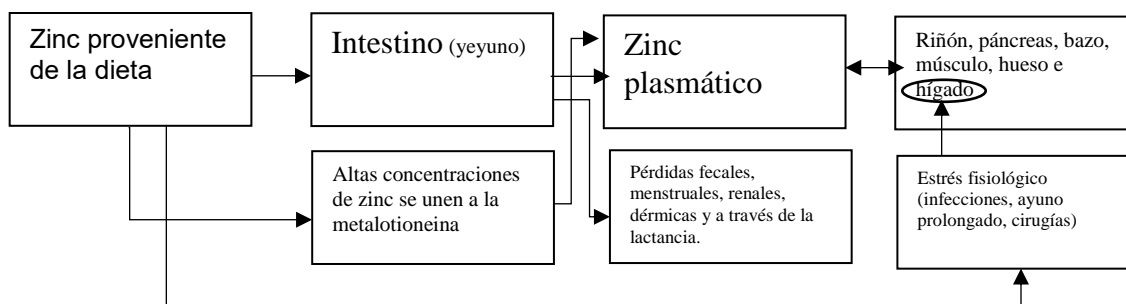 Zinc proveniente
de la dieta
Intestino (yeyuno)
Zinc
plasmático
Riñón, páncreas, bazo,
músculo, hueso e
hígado
Altas concentraciones
de zinc se unen a la
metalotioneina
Pérdidas fecales,
menstruales, renales,
dérmicas y a través de la
lactancia.
Estrés fisiológico
(infecciones, ayuno
prolongado, cirugías)